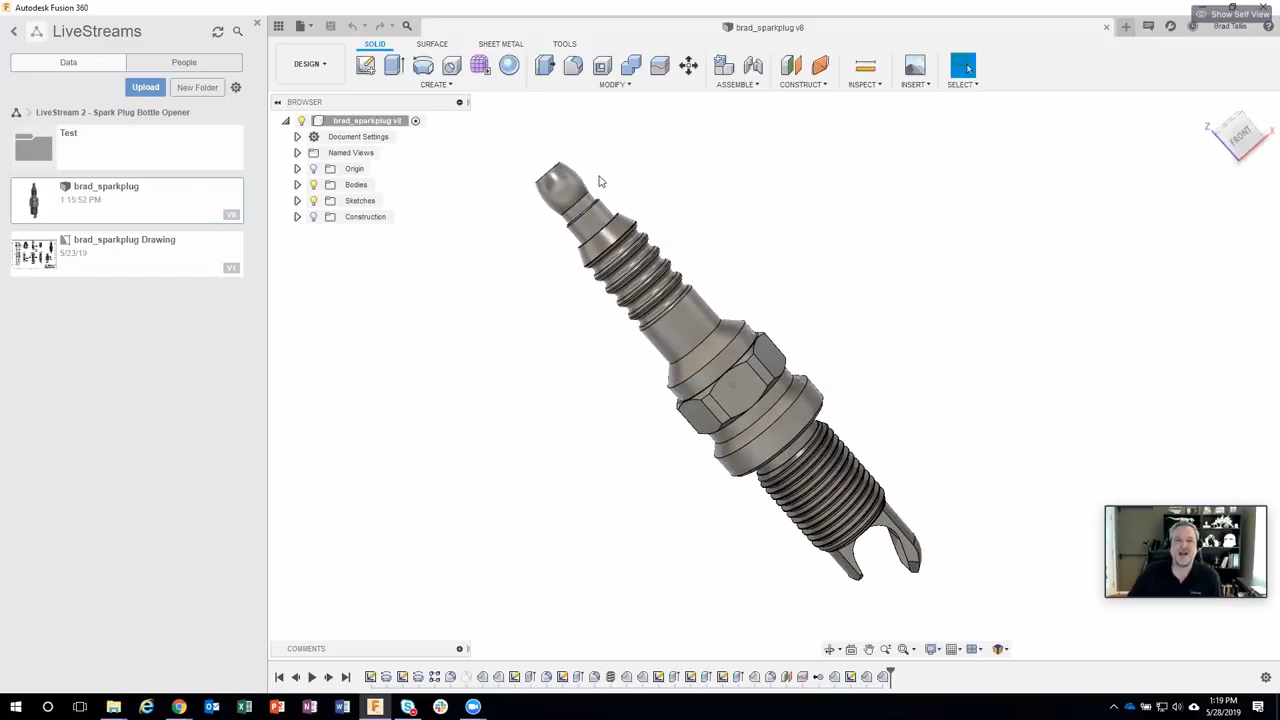 Autodesk Fusion 360
Show Self View
LiveStreams
brad_sparkplug v8
Brad Tallis
Data
People
Upload
New Folder
LiveStream 2 - Spark Plug Bottle Opener
Test
brad_sparkplug
1:15:52 PM
V8
brad_sparkplug Drawing
5/23/19
V1
SOLID
SURFACE
SHEET METAL
TOOLS
DESIGN
CREATE
MODIFY
ASSEMBLE
CONSTRUCT
INSPECT
INSERT
SELECT
BROWSER
brad_sparkplug v8
Document Settings
Named Views
Origin
Bodies
Sketches
Construction
Z
X
FRONT
COMMENTS
1:19 PM
5/28/2019